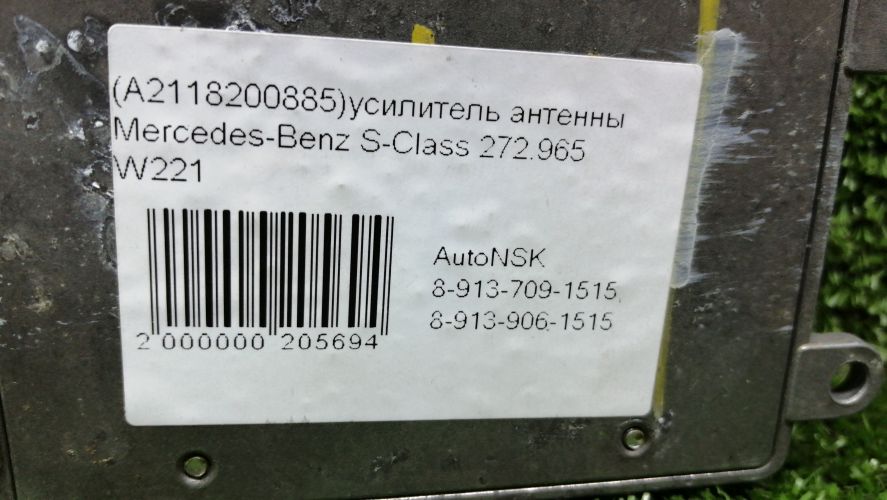 (A2118200885)усилитель антенны
Mercedes-Benz S-Class 272.965
W221
AutoNSK
8-913-709-1515,
8-913-906-1515
2 000000 205694